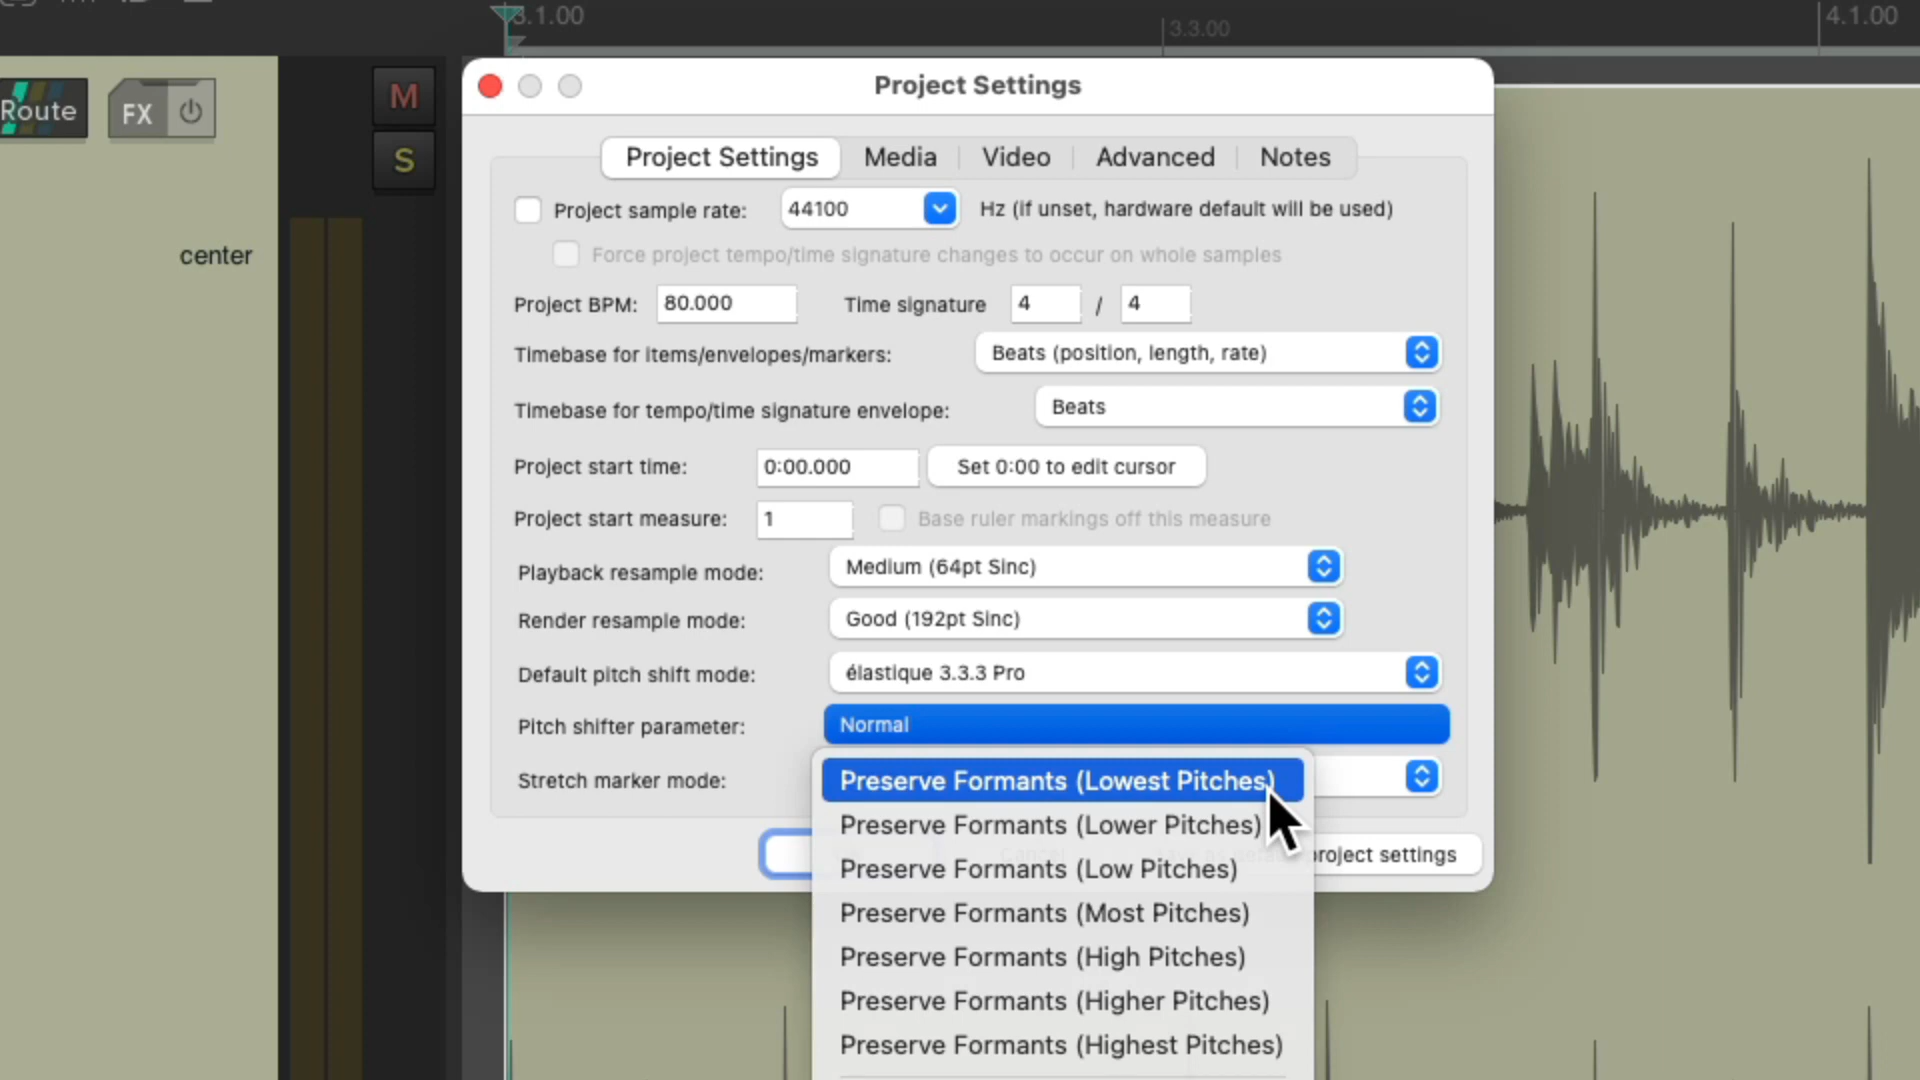 3.1.00
3.3.00
4.1.00
Route
FX
M
S
center
Project Settings
Project Settings
Media
Video
Advanced
Notes
Project sample rate:
44100
Hz (if unset, hardware default will be used)
Force project tempo/time signature changes to occur on whole samples
Project BPM:
80.000
Time signature
4
/
4
Timebase for items/envelopes/markers:
Beats (position, length, rate)
Timebase for tempo/time signature envelope:
Beats
Project start time:
0:00.000
Set 0:00 to edit cursor
Project start measure:
1
Base ruler markings off this measure
Playback resample mode:
Medium (64pt Sinc)
Render resample mode:
Good (192pt Sinc)
Default pitch shift mode:
élastique 3.3.3 Pro
Pitch shifter parameter:
Normal
Stretch marker mode:
Preserve Formants (Lowest Pitches)
Preserve Formants (Lower Pitches)
Cancel
project settings
Preserve Formants (Low Pitches)
Preserve Formants (Most Pitches)
Preserve Formants (High Pitches)
Preserve Formants (Higher Pitches)
Preserve Formants (Highest Pitches)